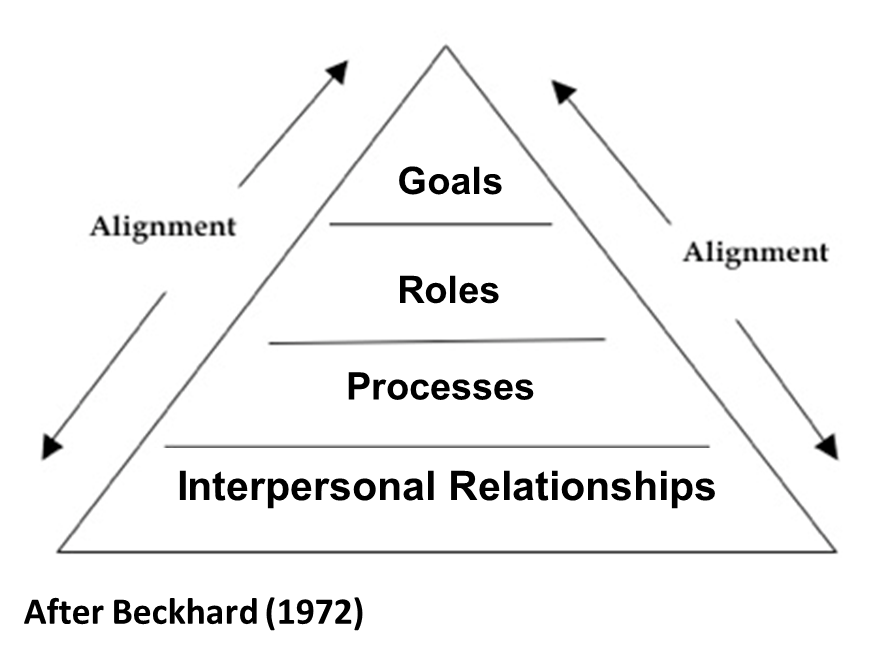 Goals
Alignment
Alignment
Roles
Processes
Interpersonal Relationships
After Beckhard (1972)